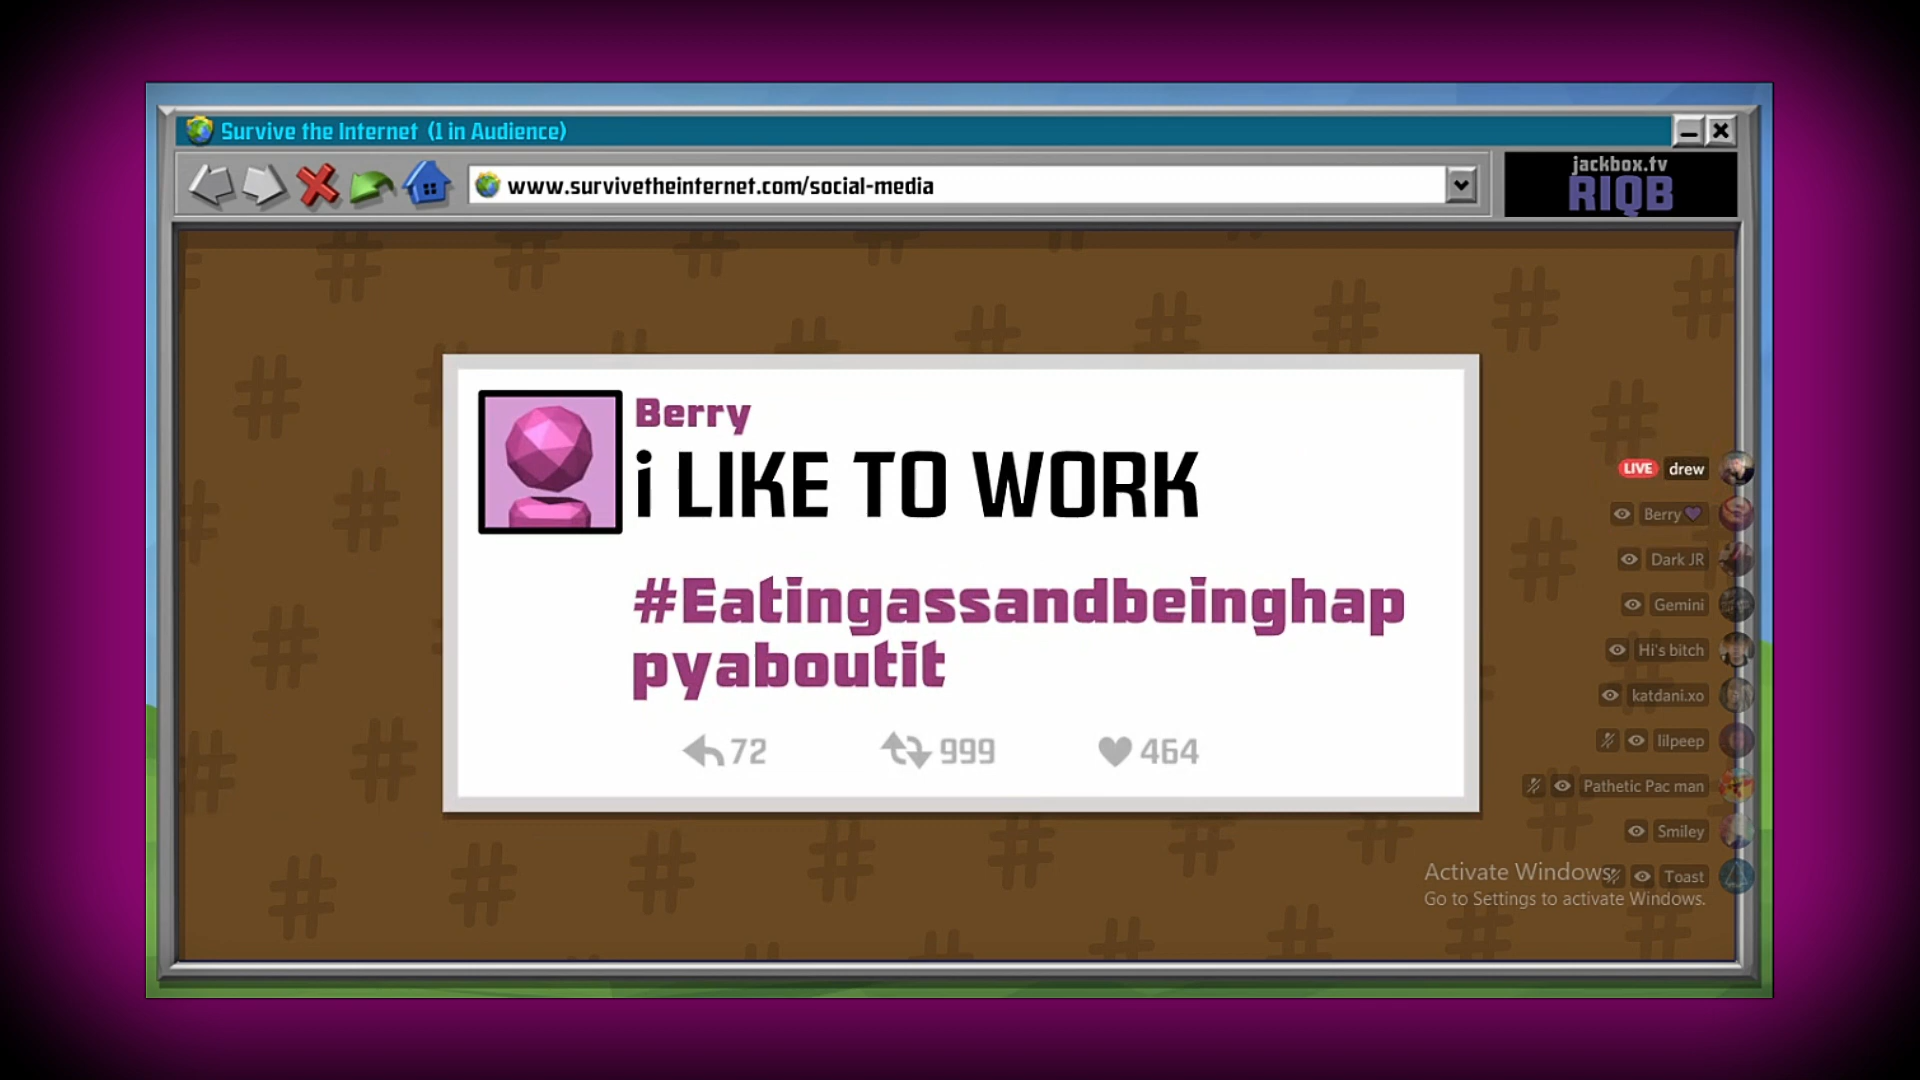 Survive the Internet (1 in Audience)
www.survivetheinternet.com/social-media
jackbox.tv
RIQB
Berry
i LIKE TO WORK
#Eatingassandbeinghap
pyaboutit
72 999 464
LIVE drew
Berry💜
Dark JR
Gemini
Hi's bitch
katdani.xo
lilpeep
Pathetic Pac man
Smiley
Toast
Activate Windows
Go to Settings to activate Windows.